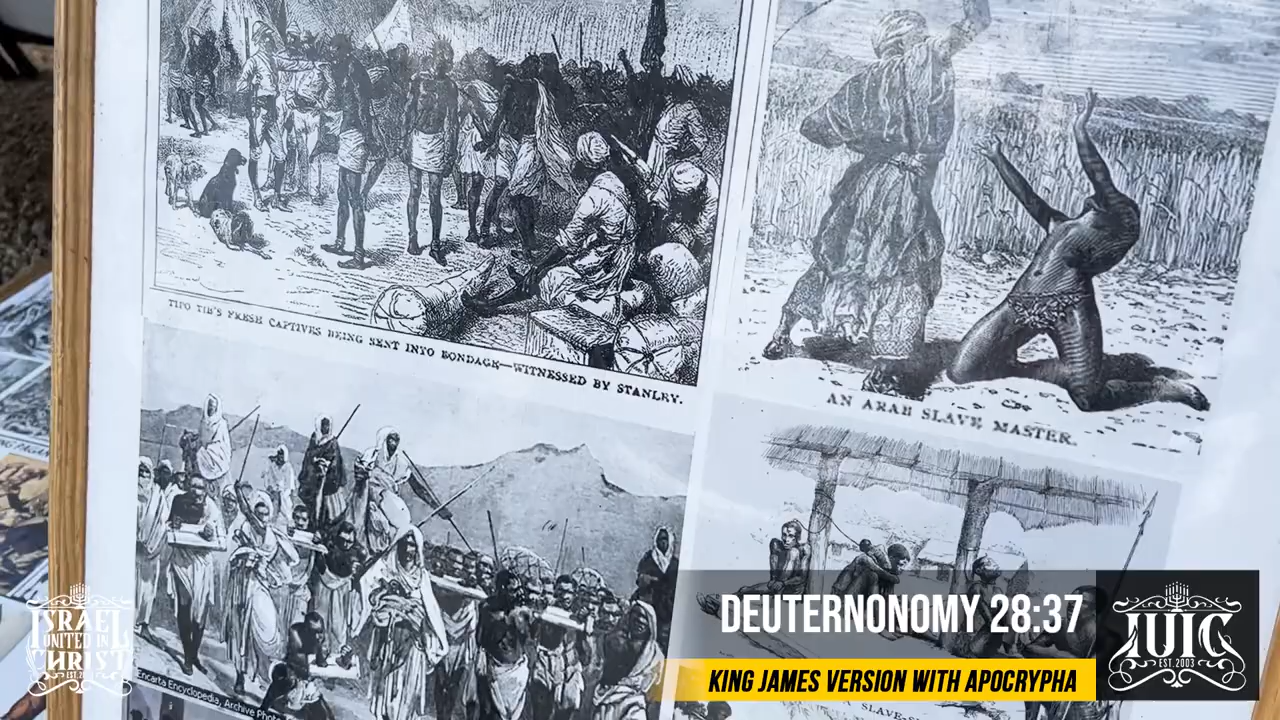 TIPO TIB'S FRESH CAPTIVES BEING SENT INTO BONDAGE—WITNESSED BY STANLEY.
AN ARAB SLAVE MASTER.
Encarta Encyclopedia, Archive Photo
A SLAVE-S
DEUTERNONOMY 28:37
KING JAMES VERSION WITH APOCRYPHA
ISRAEL
UNITED IN
CHRIST
IUIC
EST. 2003